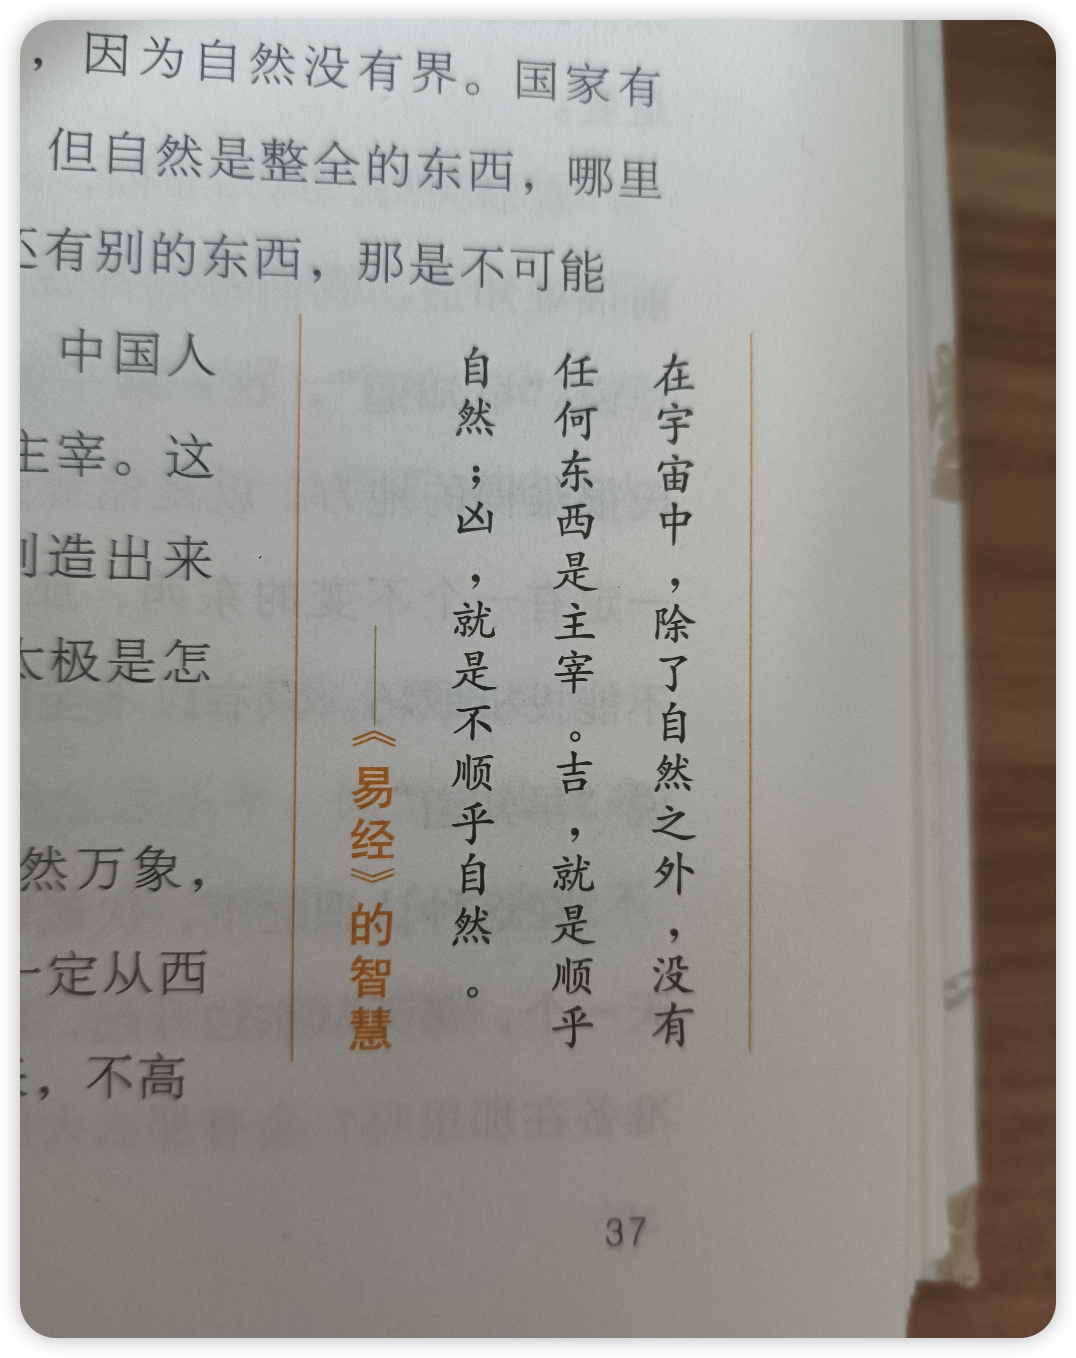 ，因为自然没有界。国家有
但自然是整全的东西，哪里
还有别的东西，那是不可能
中国人
主宰。这
创造出来
太极是怎
然万象，
一定从西
，不高
在宇宙中，除了自然之外，没有
任何东西是主宰。吉，就是顺乎
自然；凶，就是不顺乎自然。
——《易经》的智慧
37